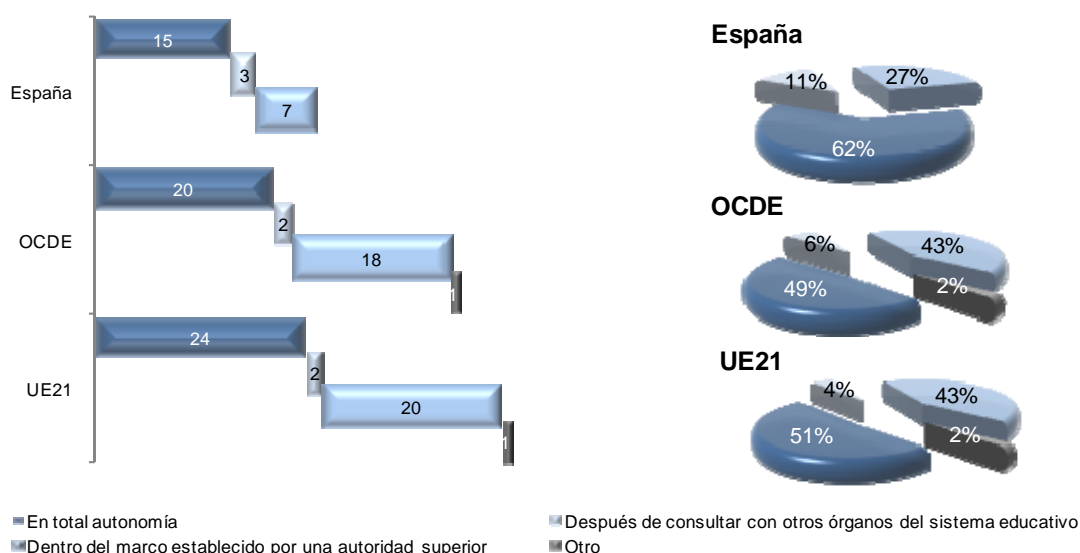 España
15
3
7
OCDE
20
2
18
1
UE21
24
2
20
1
España
11%
27%
62%
OCDE
6%
43%
49%
2%
UE21
4%
43%
51%
2%
En total autonomía
Después de consultar con otros órganos del sistema educativo
Dentro del marco establecido por una autoridad superior
Otro